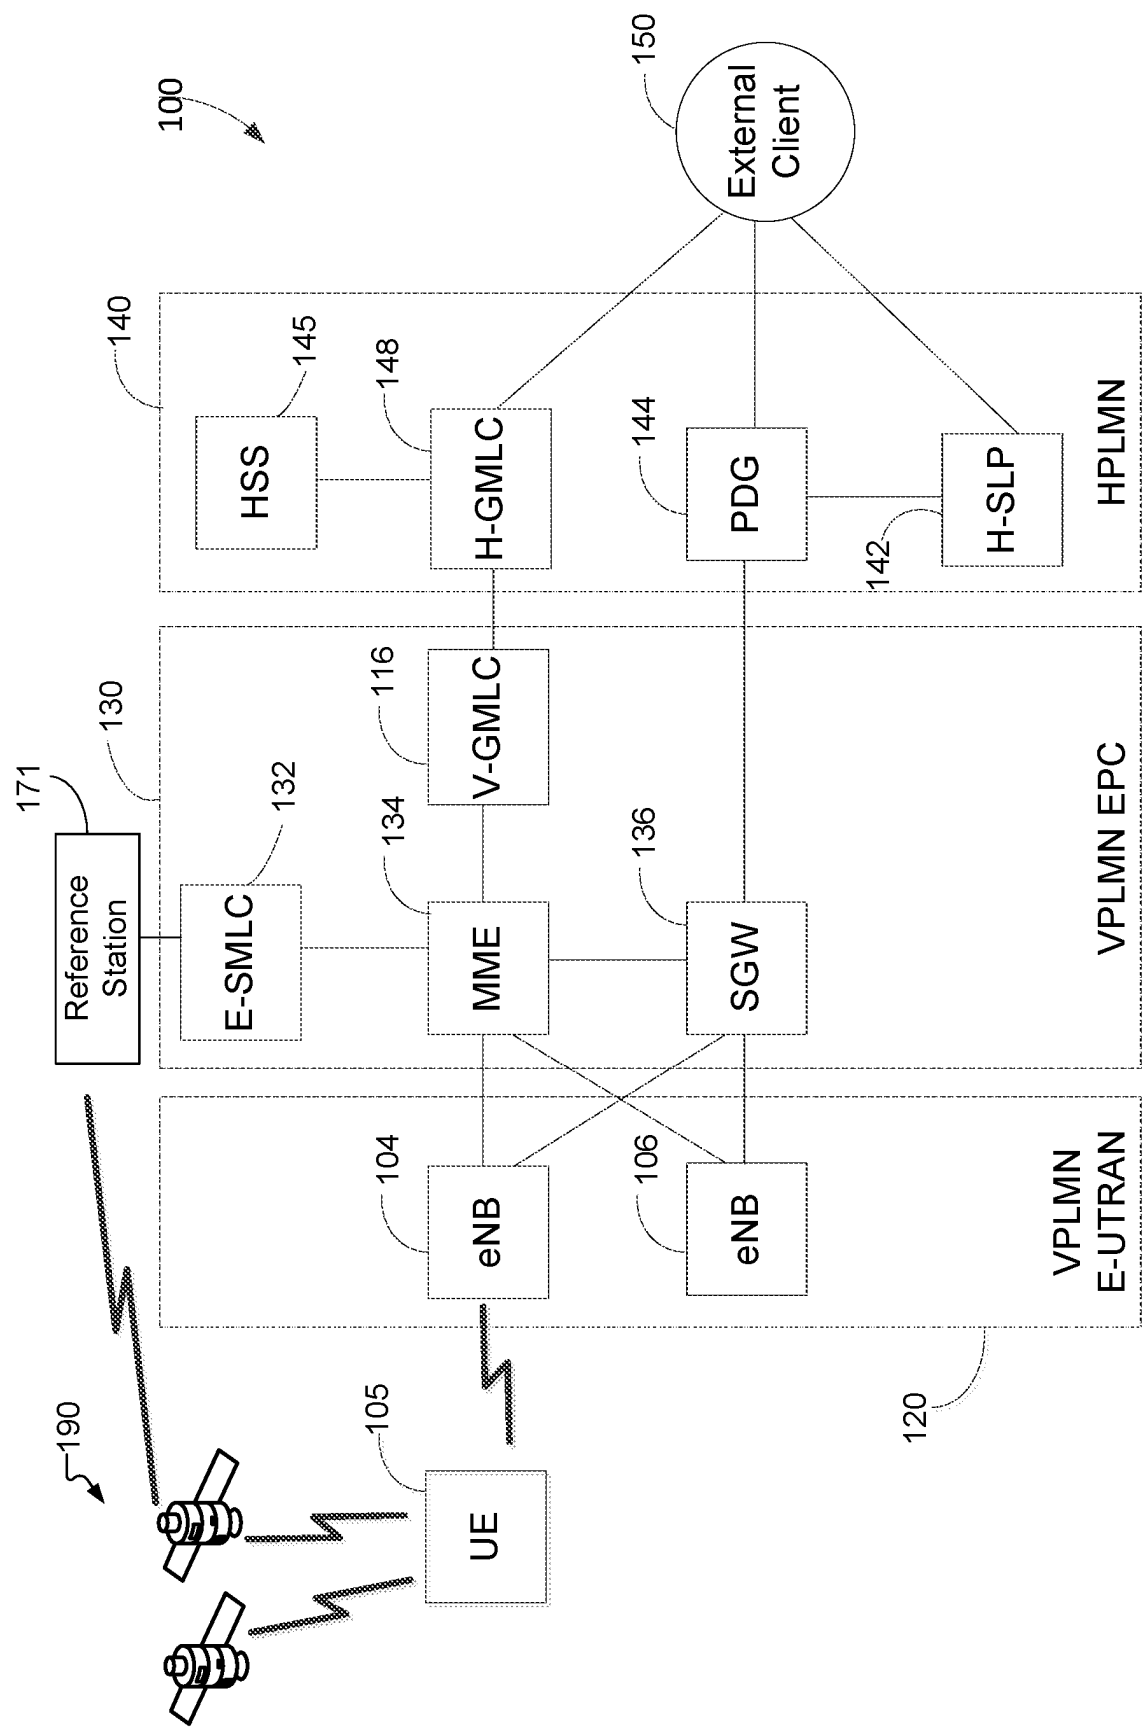 100
190
171
Reference
Station
130
140
E-SMLC
132
HSS
145
UE
105
eNB
104
MME
134
V-GMLC
116
H-GMLC
148
External
Client
150
eNB
106
SGW
136
PDG
144
H-SLP
142
120
VPLMN
E-UTRAN
VPLMN EPC
HPLMN